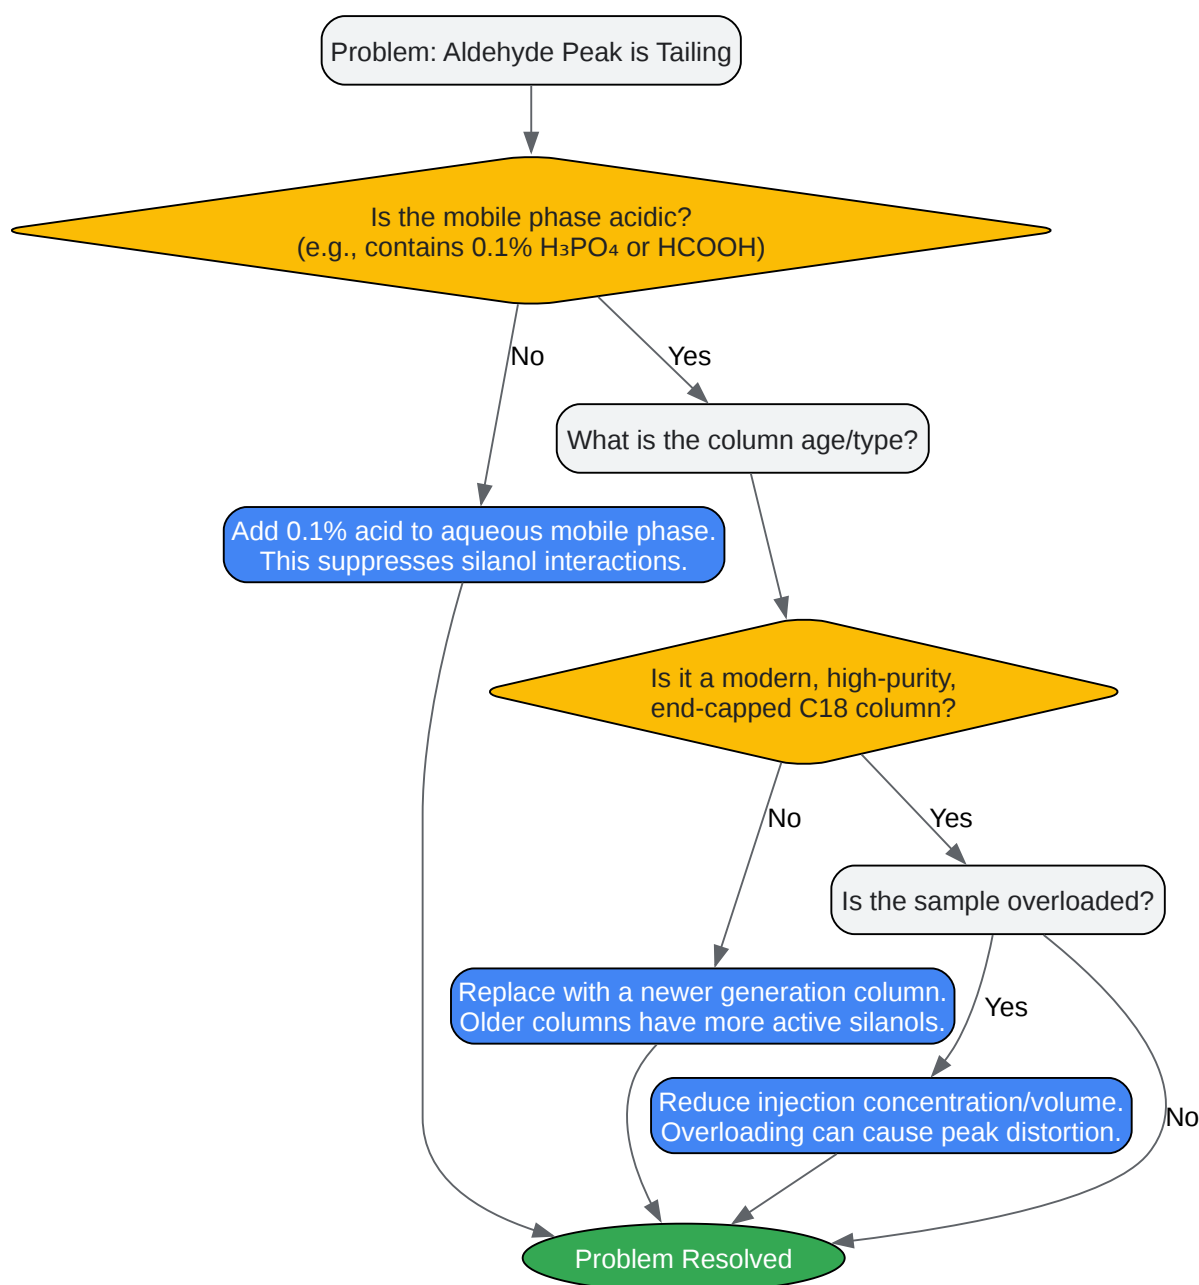 Problem: Aldehyde Peak is Tailing
Is the mobile phase acidic?
(e.g., contains 0.1% H₃PO₄ or HCOOH)
No
Yes
What is the column age/type?
Add 0.1% acid to aqueous mobile phase.
This suppresses silanol interactions.
Is it a modern, high-purity,
end-capped C18 column?
No
Yes
Is the sample overloaded?
Replace with a newer generation column.
Older columns have more active silanols.
Yes
Reduce injection concentration/volume.
Overloading can cause peak distortion.
No
Problem Resolved